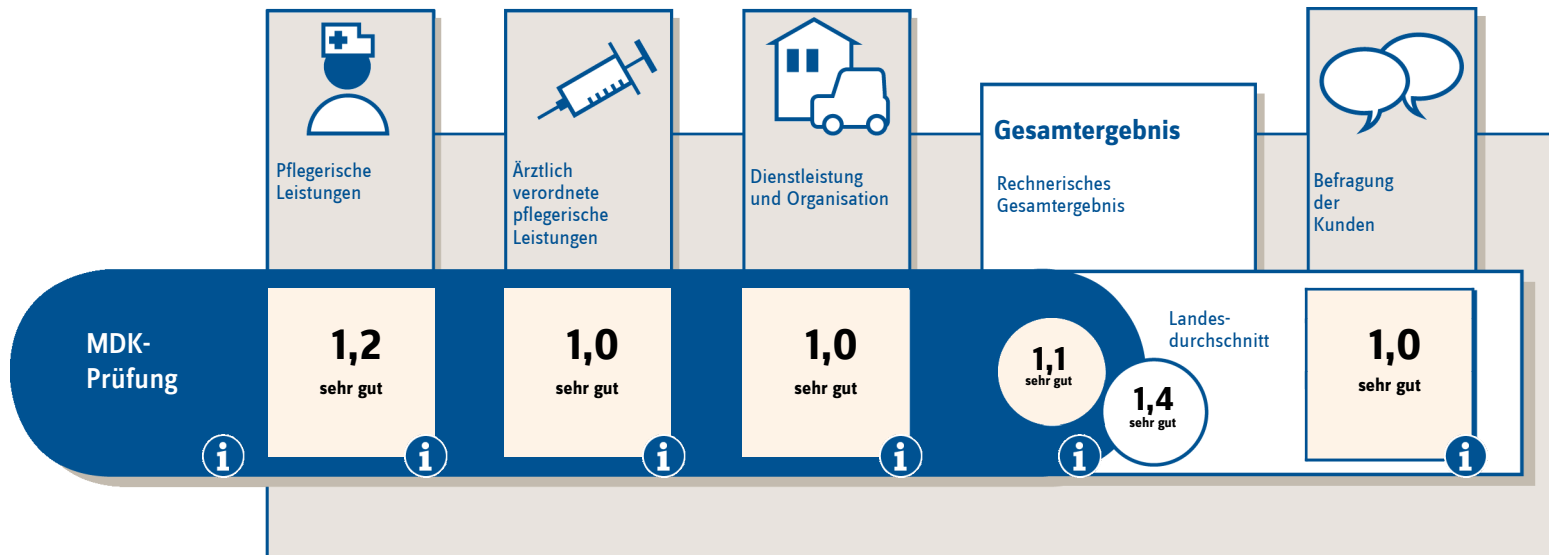 Pflegerische
Leistungen
Ärztlich
verordnete
pflegerische
Leistungen
Dienstleistung
und Organisation
Gesamtergebnis
Rechnerisches
Gesamtergebnis
Befragung
der
Kunden
MDK-
Prüfung
1,2
sehr gut
1,0
sehr gut
1,0
sehr gut
1,1
sehr gut
Landes-
durchschnitt
1,4
sehr gut
1,0
sehr gut
i
i
i
i
i
i